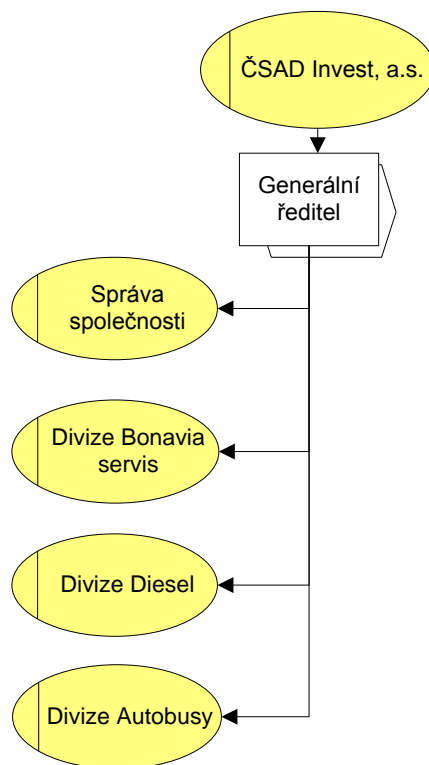 ČSAD Invest, a.s.
Generální
ředitel
Správa
společnosti
Divize Bonavia
servis
Divize Diesel
Divize Autobusy